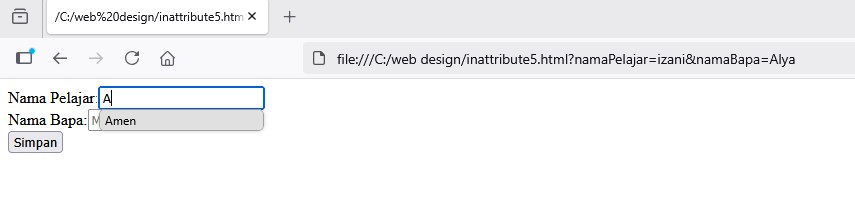 /C:/web%20design/inattribute5.htm
file:///C:/web design/inattribute5.html?namaPelajar=izani&namaBapa=Alya
Nama Pelajar: A
Nama Bapa: M
Amen
Simpan